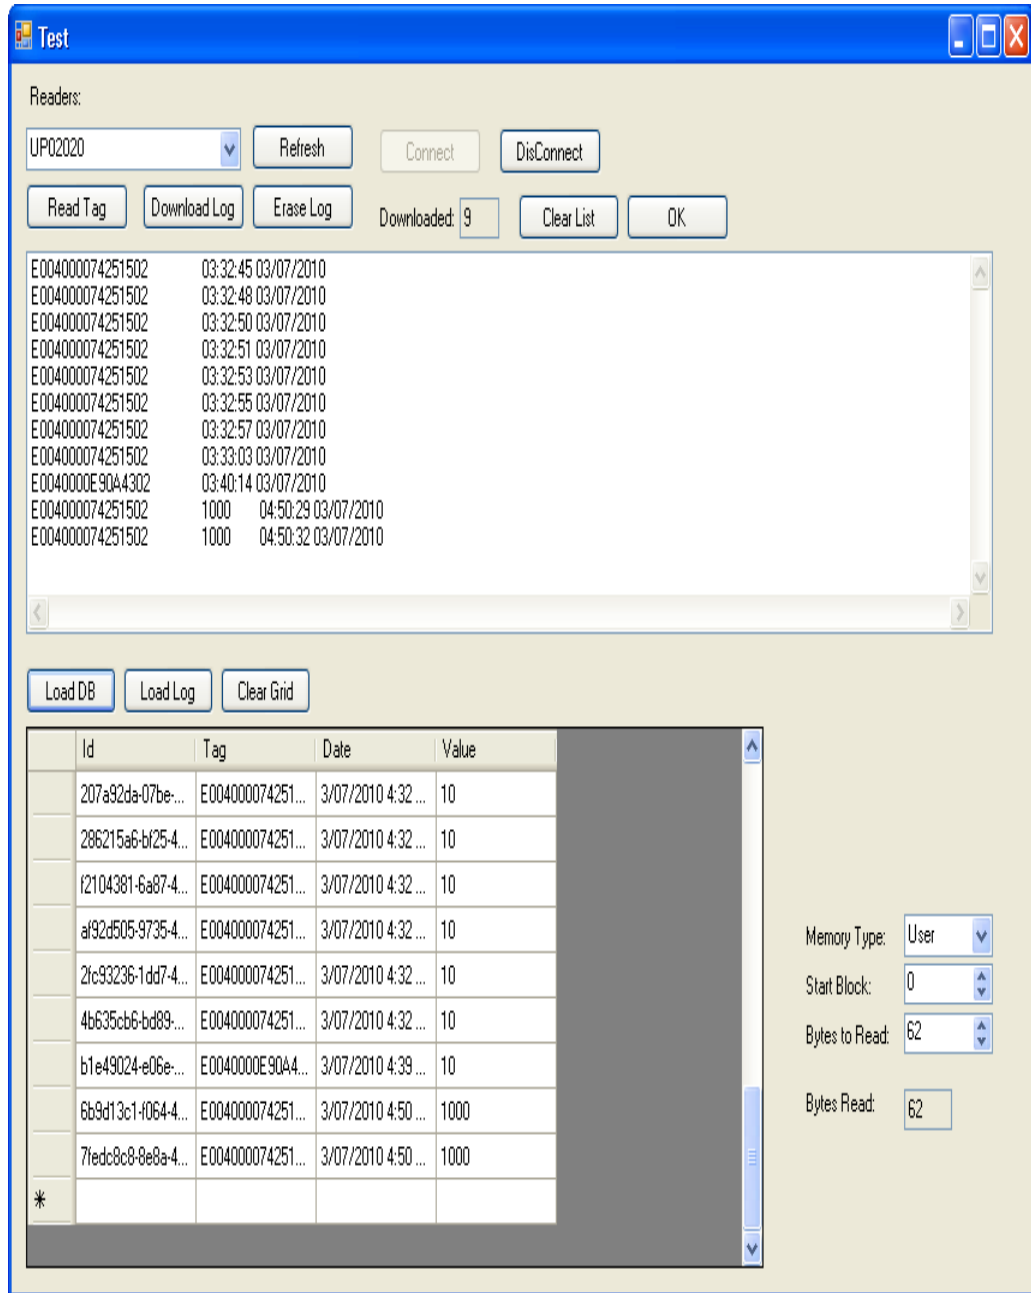 Test
Readers:
UP02020 Refresh Connect DisConnect
Read Tag Download Log Erase Log Downloaded: 9 Clear List OK
E004000074251502 03:32:45 03/07/2010
E004000074251502 03:32:48 03/07/2010
E004000074251502 03:32:50 03/07/2010
E004000074251502 03:32:51 03/07/2010
E004000074251502 03:32:53 03/07/2010
E004000074251502 03:32:55 03/07/2010
E004000074251502 03:32:57 03/07/2010
E004000074251502 03:33:03 03/07/2010
E0040000E90A4302 03:40:14 03/07/2010
E004000074251502 1000 04:50:29 03/07/2010
E004000074251502 1000 04:50:32 03/07/2010
Load DB Load Log Clear Grid
Id Tag Date Value
207a92da-07be-... E004000074251... 3/07/2010 4:32 ... 10
286215a6-bf25-4... E004000074251... 3/07/2010 4:32 ... 10
f2104381-6a87-4... E004000074251... 3/07/2010 4:32 ... 10
af92d505-9735-4... E004000074251... 3/07/2010 4:32 ... 10
2fc93236-1dd7-4... E004000074251... 3/07/2010 4:32 ... 10
4b635cb6-bd89-... E004000074251... 3/07/2010 4:32 ... 10
b1e49024-e06e-... E0040000E90A4... 3/07/2010 4:39 ... 10
6b9d13c1-f064-4... E004000074251... 3/07/2010 4:50 ... 1000
7fedc8c8-8e8a-4... E004000074251... 3/07/2010 4:50 ... 1000
*
Memory Type: User
Start Block: 0
Bytes to Read: 62
Bytes Read: 62